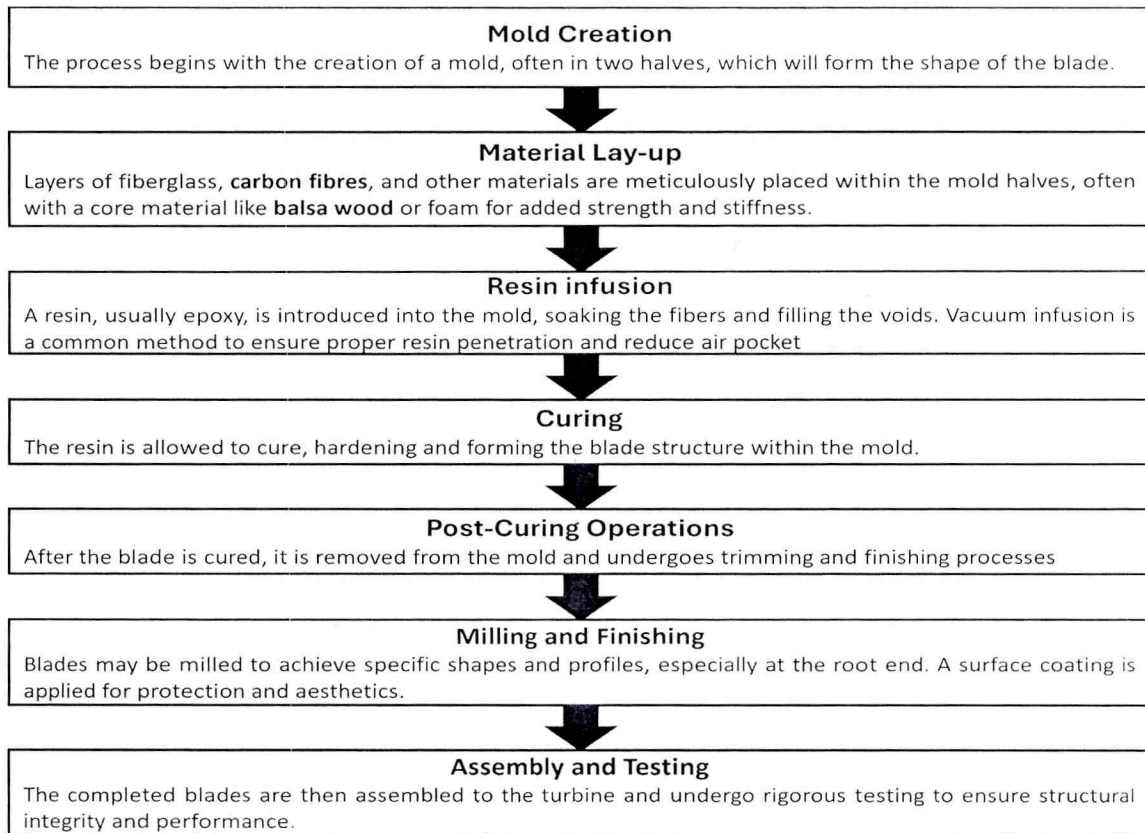 Mold Creation
The process begins with the creation of a mold, often in two halves, which will form the shape of the blade.
Material Lay-up
Layers of fiberglass, carbon fibres, and other materials are meticulously placed within the mold halves, often
with a core material like balsa wood or foam for added strength and stiffness.
Resin infusion
A resin, usually epoxy, is introduced into the mold, soaking the fibers and filling the voids. Vacuum infusion is
a common method to ensure proper resin penetration and reduce air pocket
Curing
The resin is allowed to cure, hardening and forming the blade structure within the mold.
Post-Curing Operations
After the blade is cured, it is removed from the mold and undergoes trimming and finishing processes
Milling and Finishing
Blades may be milled to achieve specific shapes and profiles, especially at the root end. A surface coating is
applied for protection and aesthetics.
Assembly and Testing
The completed blades are then assembled to the turbine and undergo rigorous testing to ensure structural
integrity and performance.